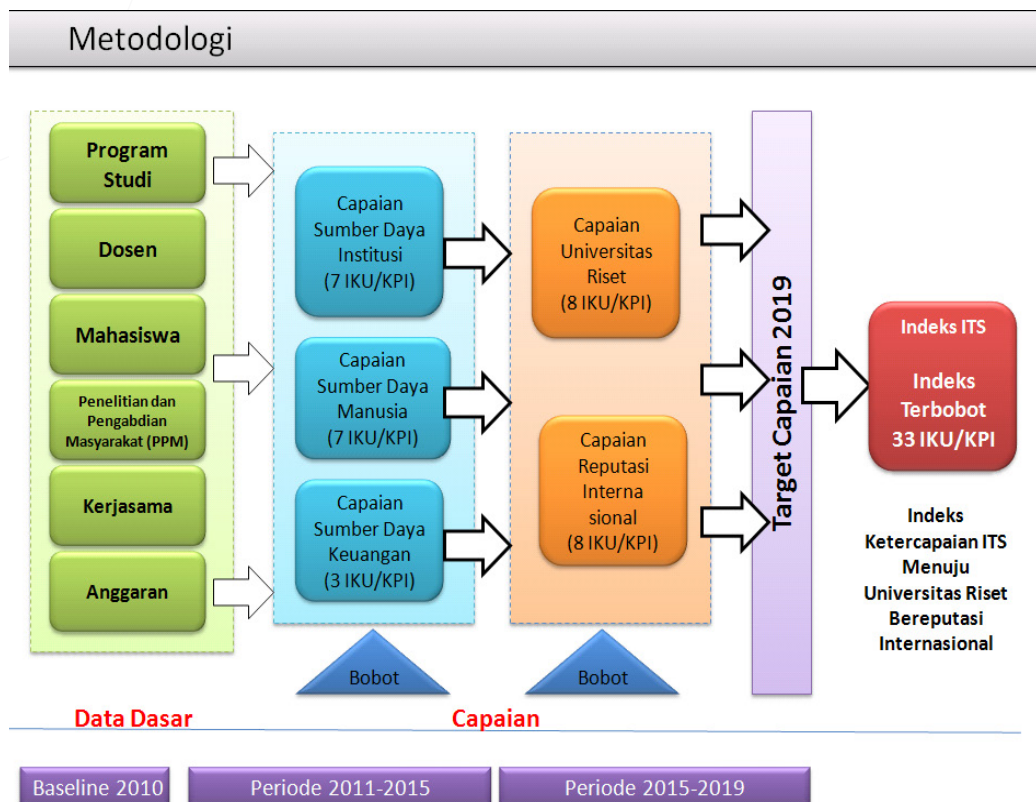 Metodologi
Program
Studi
Dosen
Mahasiswa
Penelitian dan
Pengabdian
Masyarakat (PPM)
Kerjasama
Anggaran
Capaian
Sumber Daya
Institusi
(7 IKU/KPI)
Capaian
Sumber Daya
Manusia
(7 IKU/KPI)
Capaian
Sumber Daya
Keuangan
(3 IKU/KPI)
Bobot
Capaian
Universitas
Riset
(8 IKU/KPI)
Capaian
Reputasi
Interna
sional
(8 IKU/KPI)
Bobot
Target Capaian 2019
Indeks ITS
Indeks
Terbobot
33 IKU/KPI
Indeks
Ketercapaian ITS
Menuju
Universitas Riset
Bereputasi
Internasional
Data Dasar
Capaian
Baseline 2010
Periode 2011-2015
Periode 2015-2019